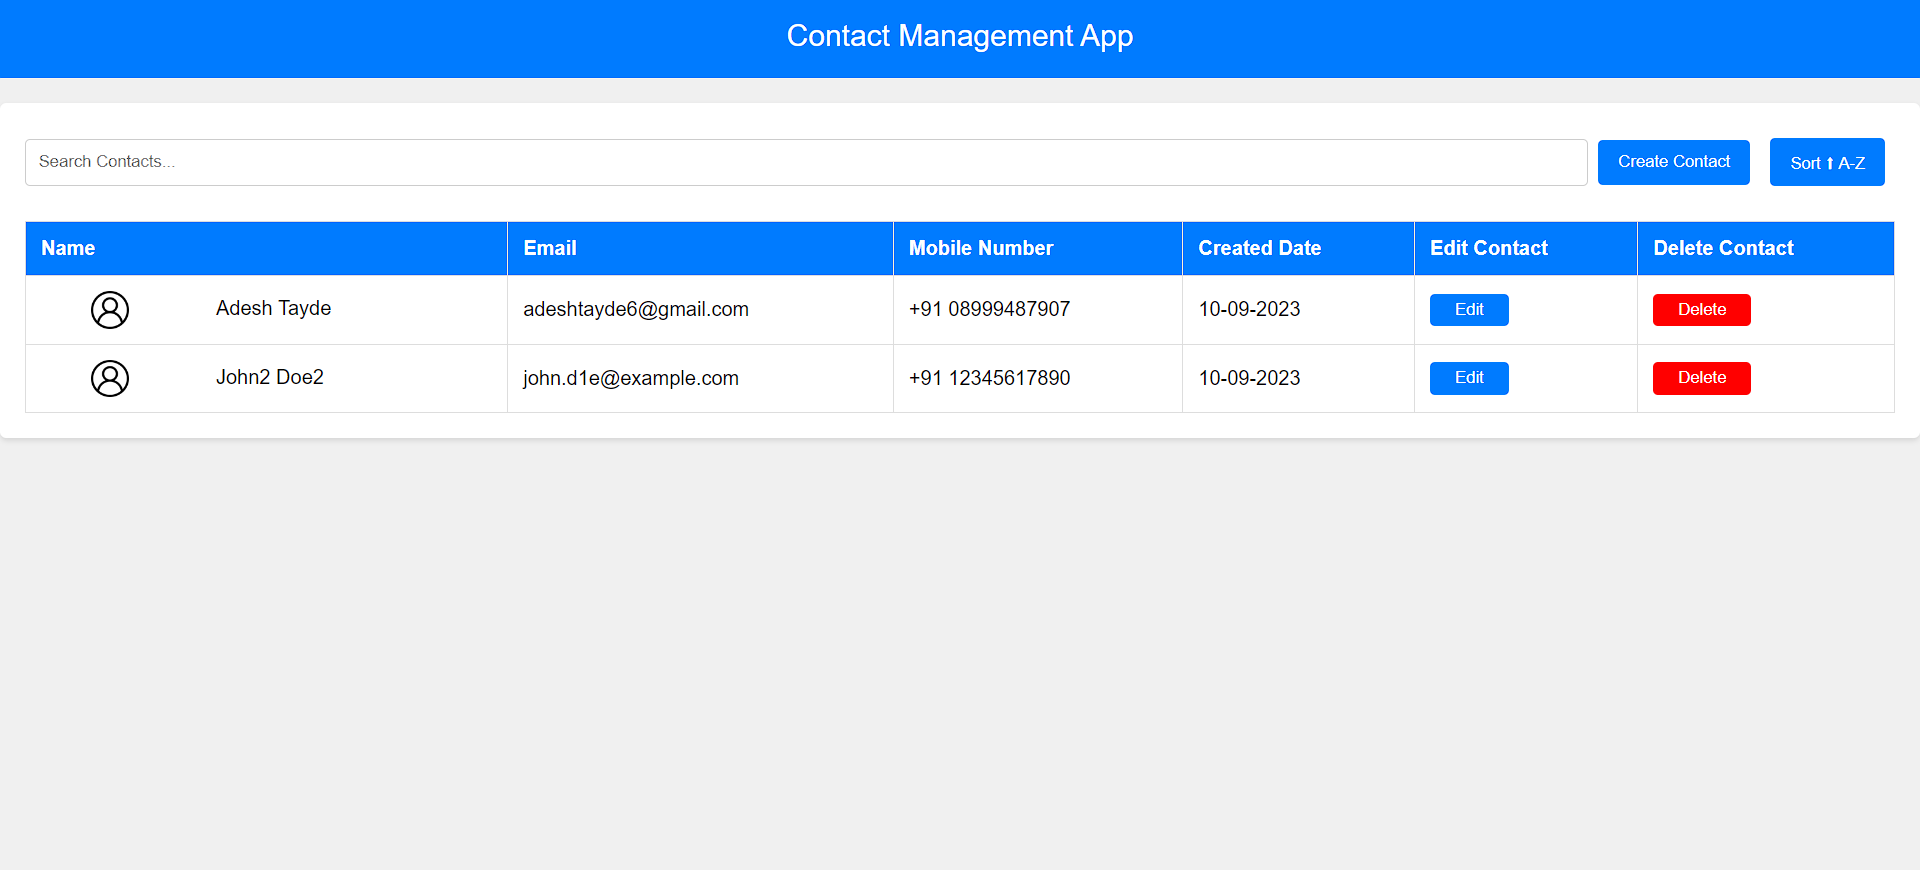 Contact Management App
Search Contacts...
Create Contact
Sort ⬆ A-Z
Name Email Mobile Number Created Date Edit Contact Delete Contact
Adesh Tayde adeshtayde6@gmail.com +91 08999487907 10-09-2023 Edit Delete
John2 Doe2 john.d1e@example.com +91 12345617890 10-09-2023 Edit Delete